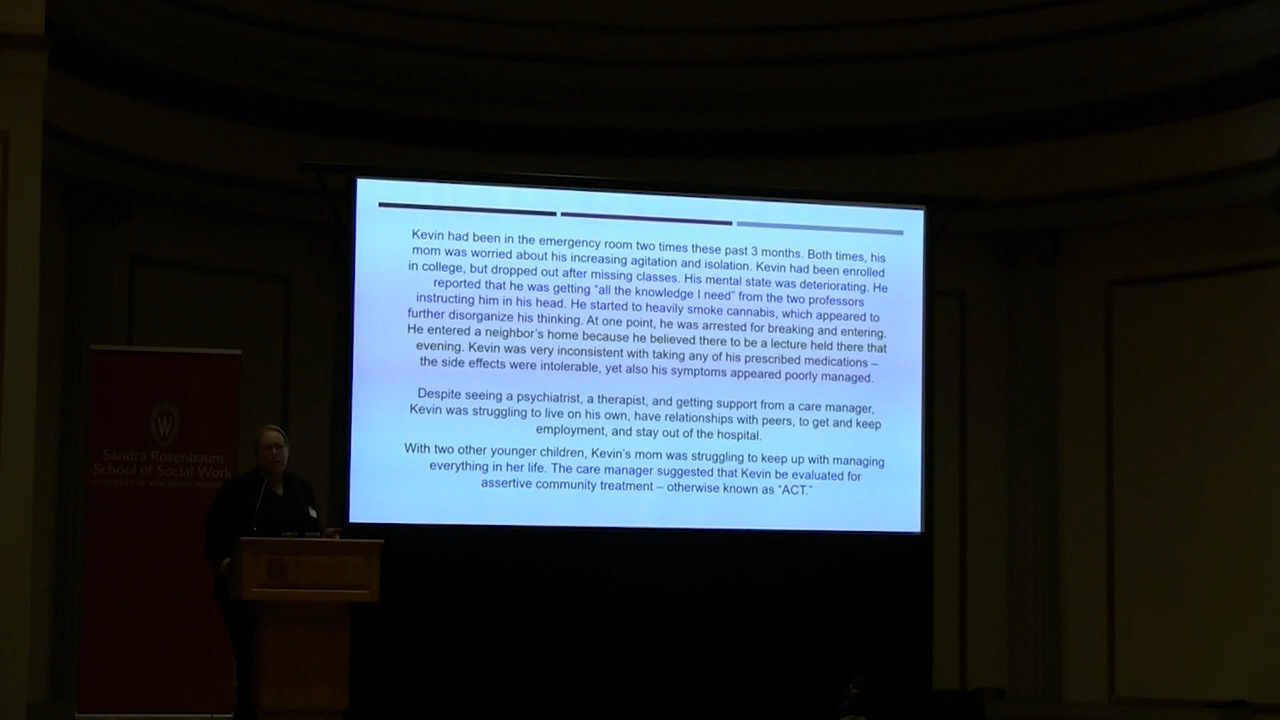 Kevin had been in the emergency room two times these past 3 months. Both times, his
mom was worried about his increasing agitation and isolation. Kevin had been enrolled
in college, but dropped out after missing classes. His mental state was deteriorating. He
reported that he was getting “all the knowledge I need” from the two professors
instructing him in his head. He started to heavily smoke cannabis, which appeared to
further disorganize his thinking. At one point, he was arrested for breaking and entering.
He entered a neighbor’s home because he believed there to be a lecture held there that
evening. Kevin was very inconsistent with taking any of his prescribed medications –
the side effects were intolerable, yet also his symptoms appeared poorly managed.
Despite seeing a psychiatrist, a therapist, and getting support from a care manager,
Kevin was struggling to live on his own, have relationships with peers, to get and keep
employment, and stay out of the hospital.
With two other younger children, Kevin’s mom was struggling to keep up with managing
everything in her life. The care manager suggested that Kevin be evaluated for
assertive community treatment – otherwise known as “ACT.”
W
Sandra Rosenbaum
School of Social Work